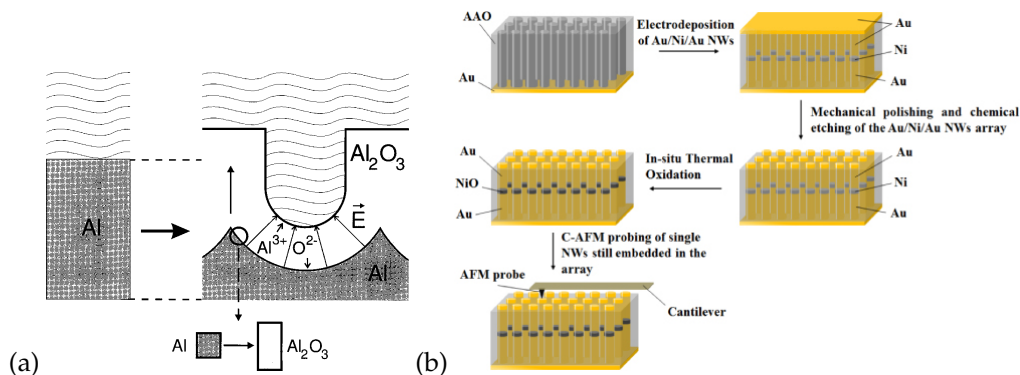 Al
Al₂O₃
E
Al³⁺
O²⁻
Al
Al
Al₂O₃
(a)
AAO
Au
Electrodeposition
of Au/Ni/Au NWs
Au
Ni
Au
Mechanical polishing and chemical
etching of the Au/Ni/Au NWs array
Au
Ni
Au
In-situ Thermal
Oxidation
Au
NiO
Au
C-AFM probing of single
NWs still embedded in the
array
AFM probe
Cantilever
(b)